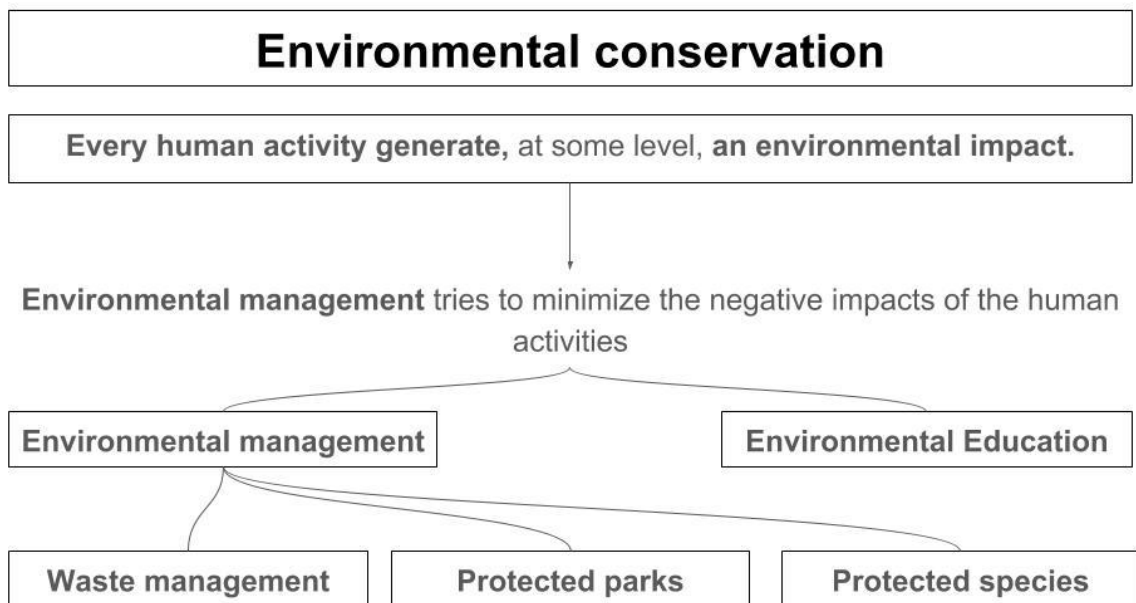 Environmental conservation
Every human activity generate, at some level, an environmental impact.
Environmental management tries to minimize the negative impacts of the human
activities
Environmental management
Environmental Education
Waste management
Protected parks
Protected species